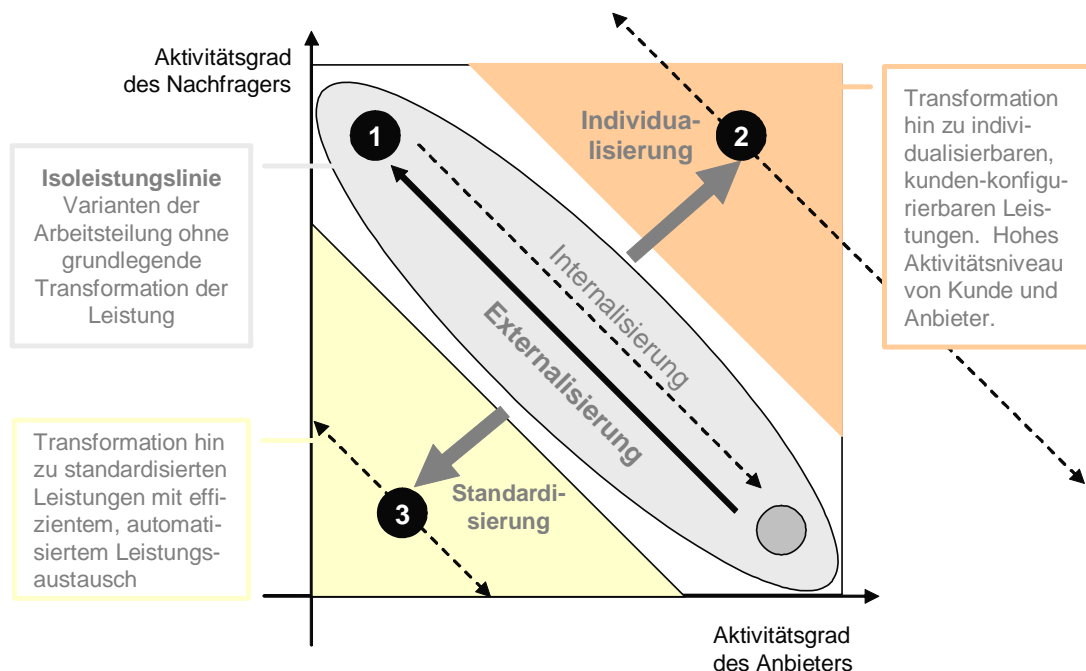 Aktivitätsgrad
des Nachfragers
Isoleistungslinie
Varianten der
Arbeitsteilung ohne
grundlegende
Transformation der
Leistung
1
Individua-
lisierung
2
Transformation
hin zu indivi-
dualisierbaren,
kunden-konfigu-
rierbaren Leis-
tungen.  Hohes
Aktivitätsniveau
von Kunde und
Anbieter.
Internalisierung
Externalisierung
Transformation hin
zu standardisierten
Leistungen mit effi-
zientem, automati-
siertem Leistungs-
austausch
3
Standardi-
sierung
Aktivitätsgrad
des Anbieters